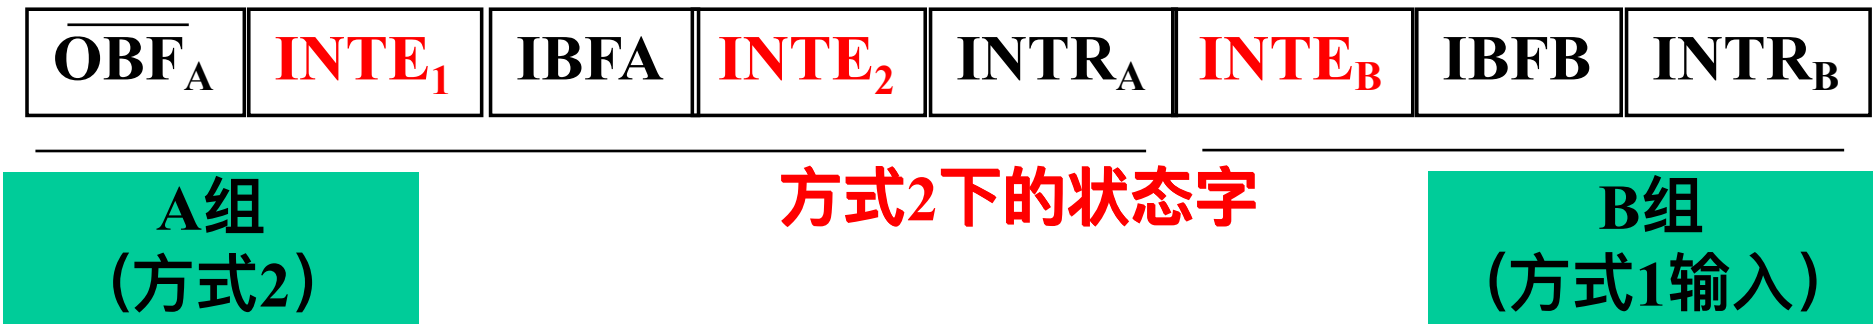 OBF̅A INTE1 IBFA INTE2 INTRA INTEB IBFB INTRB
方式2下的状态字
A组
（方式2）
B组
（方式1输入）